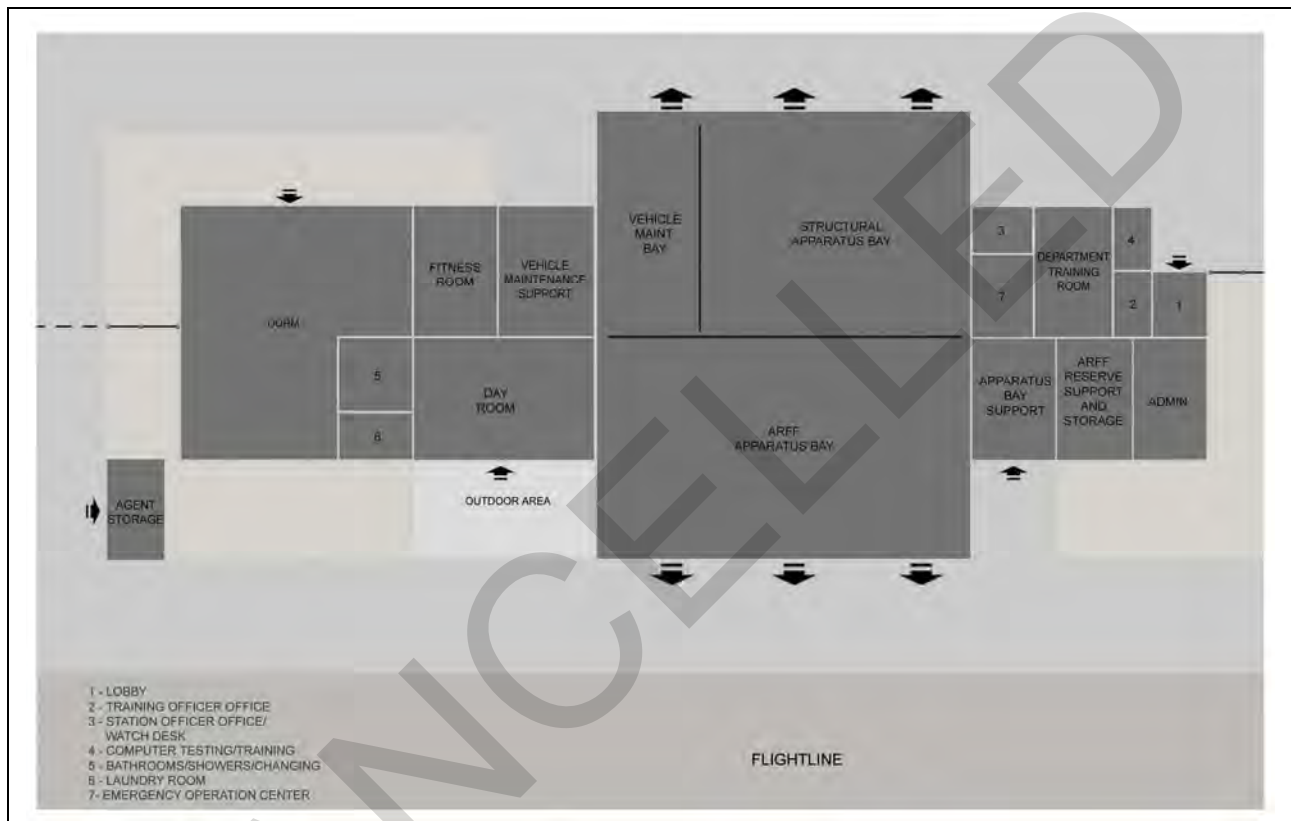 VEHICLE
MAINT
BAY
STRUCTURAL
APPARATUS BAY
3
DEPARTMENT
TRAINING
ROOM
4
FITNESS
ROOM
VEHICLE
MAINTENANCE
SUPPORT
7
2
1
DORM
5
DAY
ROOM
6
ARFF
APPARATUS BAY
APPARATUS
BAY
SUPPORT
ARFF
RESERVE
SUPPORT
AND
STORAGE
ADMIN
AGENT
STORAGE
OUTDOOR AREA
1 - LOBBY
2 - TRAINING OFFICER OFFICE
3 - STATION OFFICER OFFICE/
WATCH DESK
4 - COMPUTER TESTING/TRAINING
5 - BATHROOMS/SHOWERS/CHANGING
6 - LAUNDRY ROOM
7- EMERGENCY OPERATION CENTER
FLIGHTLINE
CANCELLED